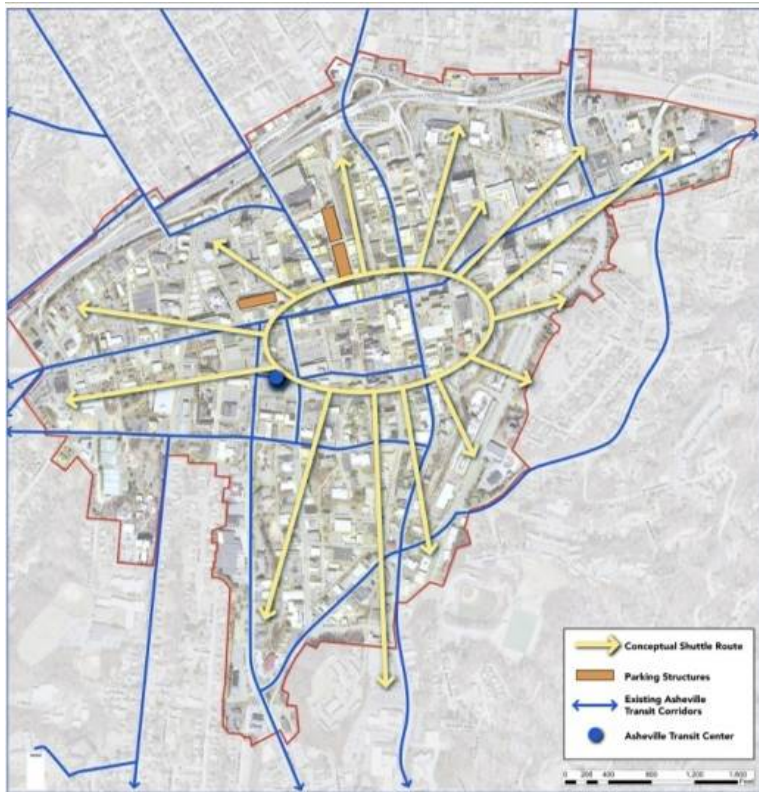 Conceptual Shuttle Route
Parking Structures
Existing Asheville
Transit Corridors
Asheville Transit Center
0 200 400 800 1,200 1,600
Feet